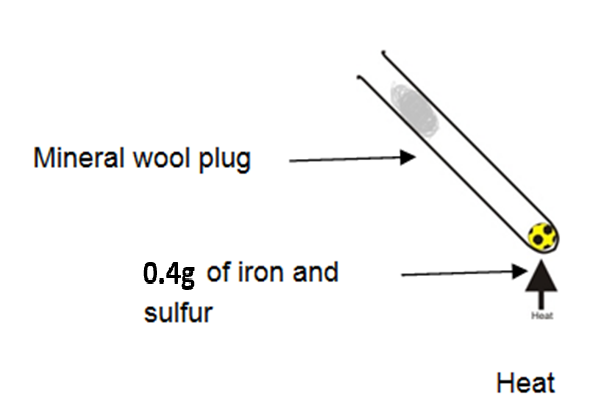 Mineral wool plug
0.4g of iron and
sulfur
Heat
Heat